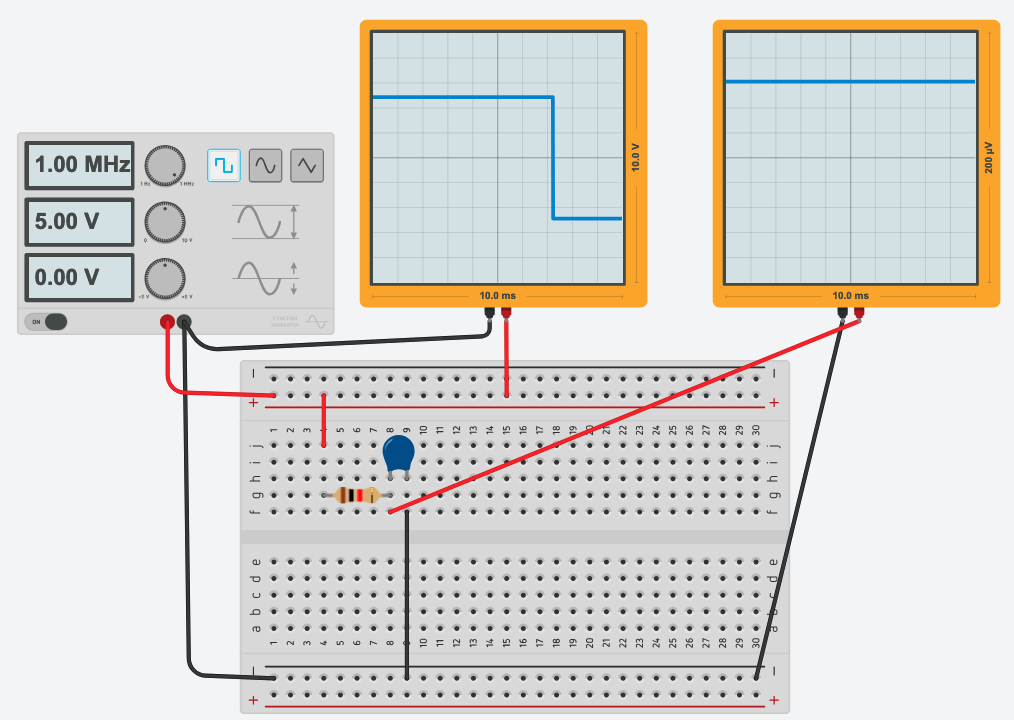 1.00 MHz
1 Hz
1 MHz
5.00 V
0
10 V
0.00 V
-5 V
+5 V
ON
FUNCTION
GENERATOR
10.0 V
10.0 ms
200 µV
10.0 ms
− −
+ +
1 2 3 4 5 6 7 8 9 10 11 12 13 14 15 16 17 18 19 20 21 22 23 24 25 26 27 28 29 30
j j
i i
h h
g g
f f
e e
d d
c c
b b
a a
1 2 3 4 5 6 7 8 9 10 11 12 13 14 15 16 17 18 19 20 21 22 23 24 25 26 27 28 29 30
− −
+ +